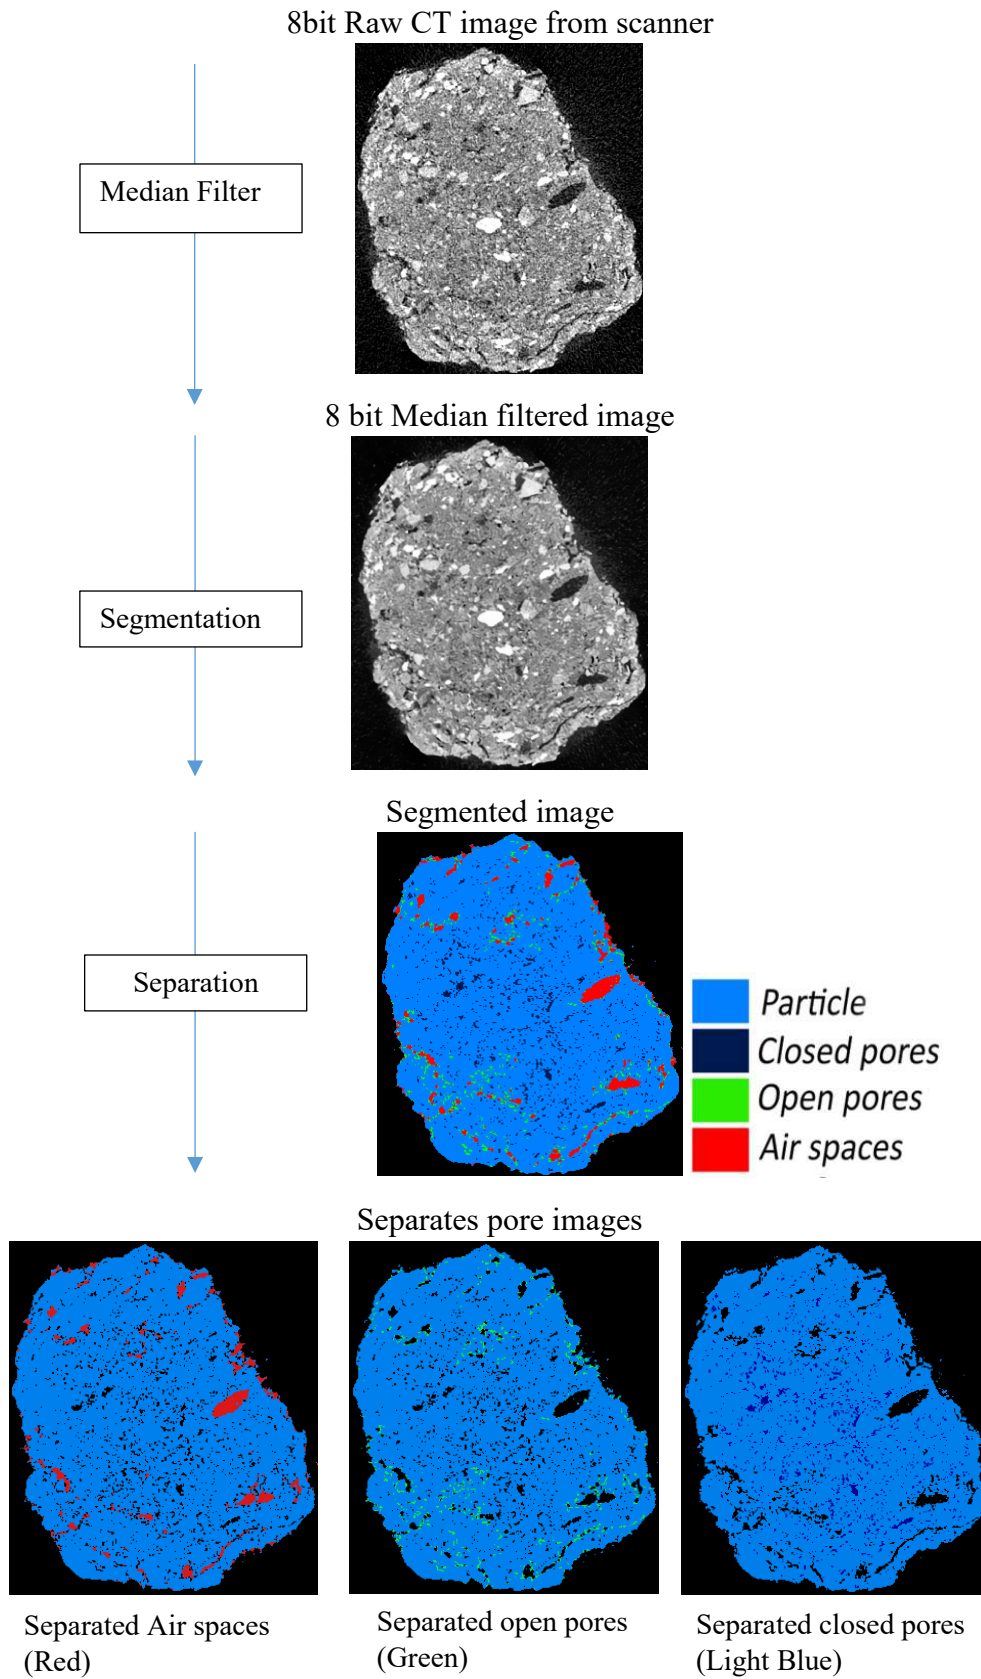 8bit Raw CT image from scanner
Median Filter
8 bit Median filtered image
Segmentation
Segmented image
Separation
Particle
Closed pores
Open pores
Air spaces
Separates pore images
Separated Air spaces
(Red)
Separated open pores
(Green)
Separated closed pores
(Light Blue)